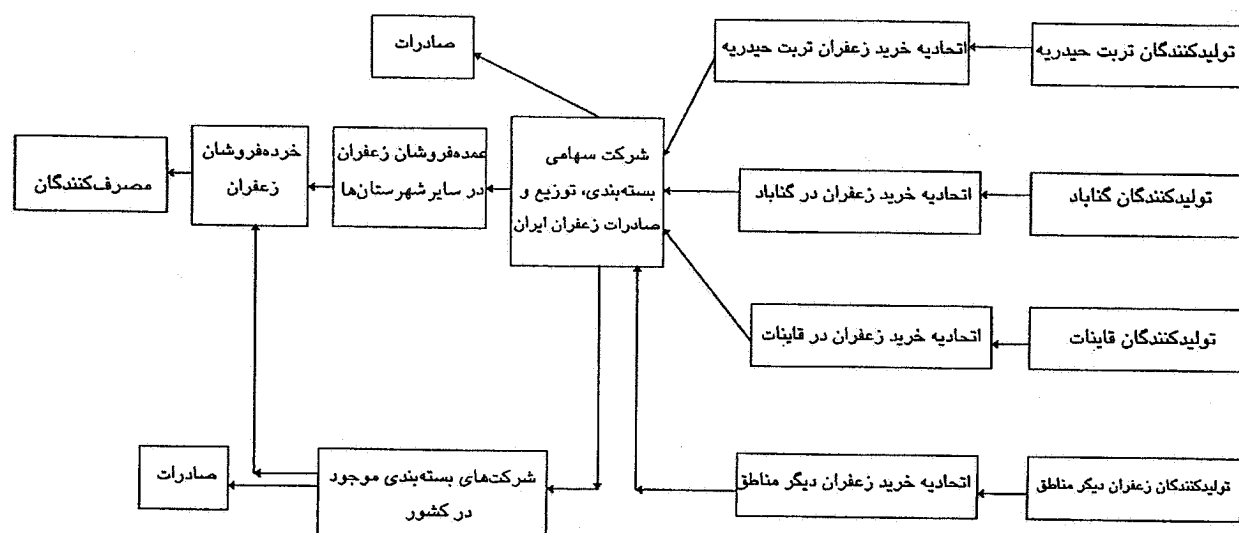 تولیدکنندگان تربت حیدریه
اتحادیه خرید زعفران تربت حیدریه
صادرات
تولیدکنندگان گناباد
اتحادیه خرید زعفران در گناباد
شرکت سهامی
بسته‌بندی، توزیع و
صادرات زعفران ایران
عمده‌فروشان زعفران
در سایر شهرستان‌ها
خرده‌فروشان
زعفران
مصرف‌کنندگان
تولیدکنندگان قاینات
اتحادیه خرید زعفران در قاینات
تولیدکنندگان زعفران دیگر مناطق
اتحادیه خرید زعفران دیگر مناطق
شرکت‌های بسته‌بندی موجود
در کشور
صادرات